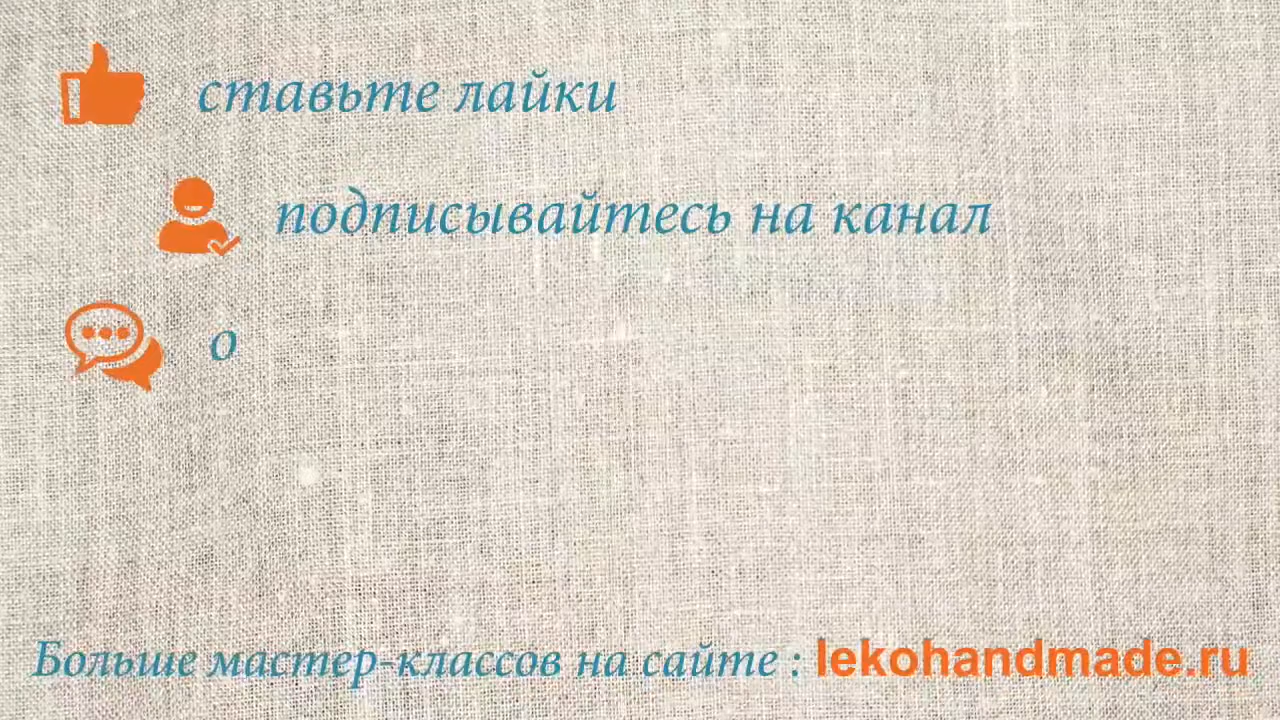 ставьте лайки
подписывайтесь на канал
о
Больше мастер-классов на сайте : lekohandmade.ru